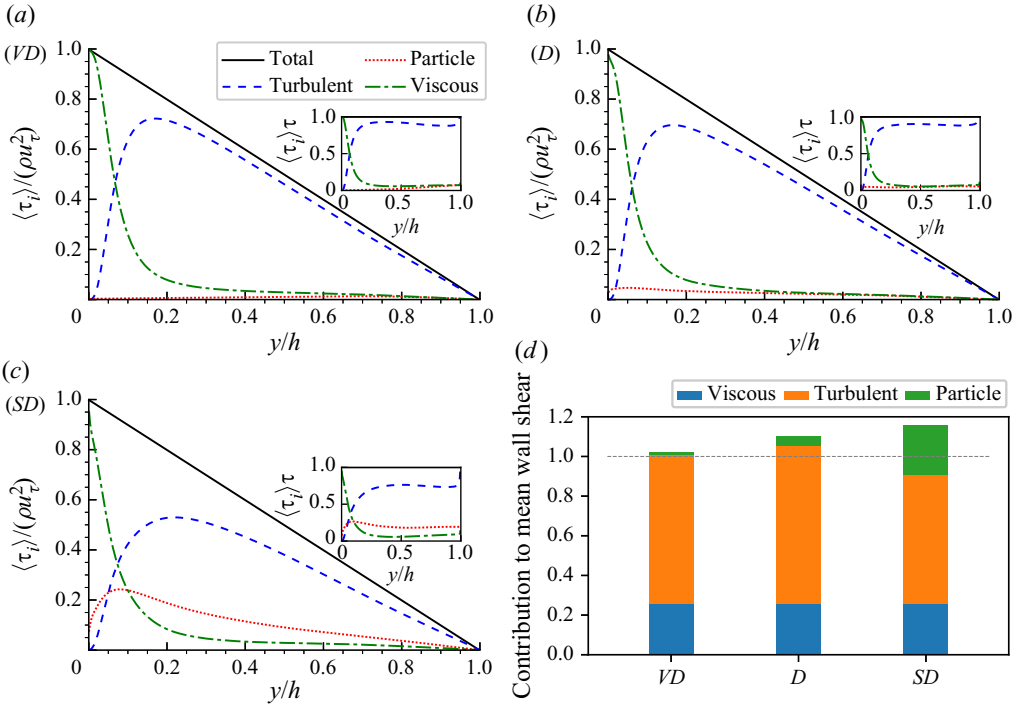 (a)
(VD)
1.0
0.8
0.6
0.4
0.2
⟨τi⟩/(ρu²τ)
Total
Turbulent
Particle
Viscous
1.0
0.5
0
⟨τi⟩/τ
0.5
1.0
y/h
0
0.2
0.4
0.6
0.8
1.0
y/h
(b)
(D)
1.0
0.8
0.6
0.4
0.2
⟨τi⟩/(ρu²τ)
1.0
0.5
0
⟨τi⟩/τ
0
0.5
1.0
y/h
0
0.2
0.4
0.6
0.8
1.0
y/h
(c)
(SD)
1.0
0.8
0.6
0.4
0.2
⟨τi⟩/(ρu²τ)
1.0
0.5
0
⟨τi⟩/τ
0
0.5
1.0
y/h
0
0.2
0.4
0.6
0.8
1.0
y/h
(d)
Viscous Turbulent Particle
Contribution to mean wall shear
1.2
1.0
0.8
0.6
0.4
0.2
0.0
VD
D
SD